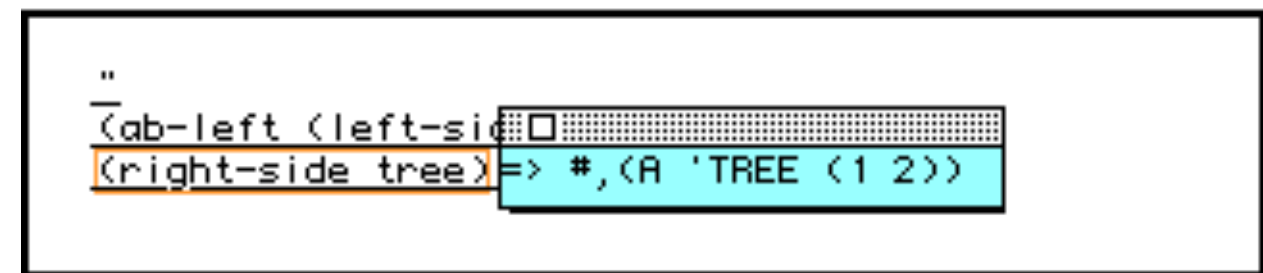 "
(ab-left (left-sid
(right-side tree) => #,(A 'TREE (1 2))